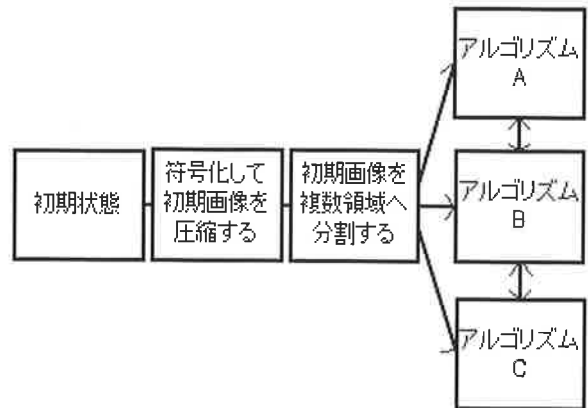 初期状態
符号化して
初期画像を
圧縮する
初期画像を
複数領域へ
分割する
アルゴリズム
A
アルゴリズム
B
アルゴリズム
C